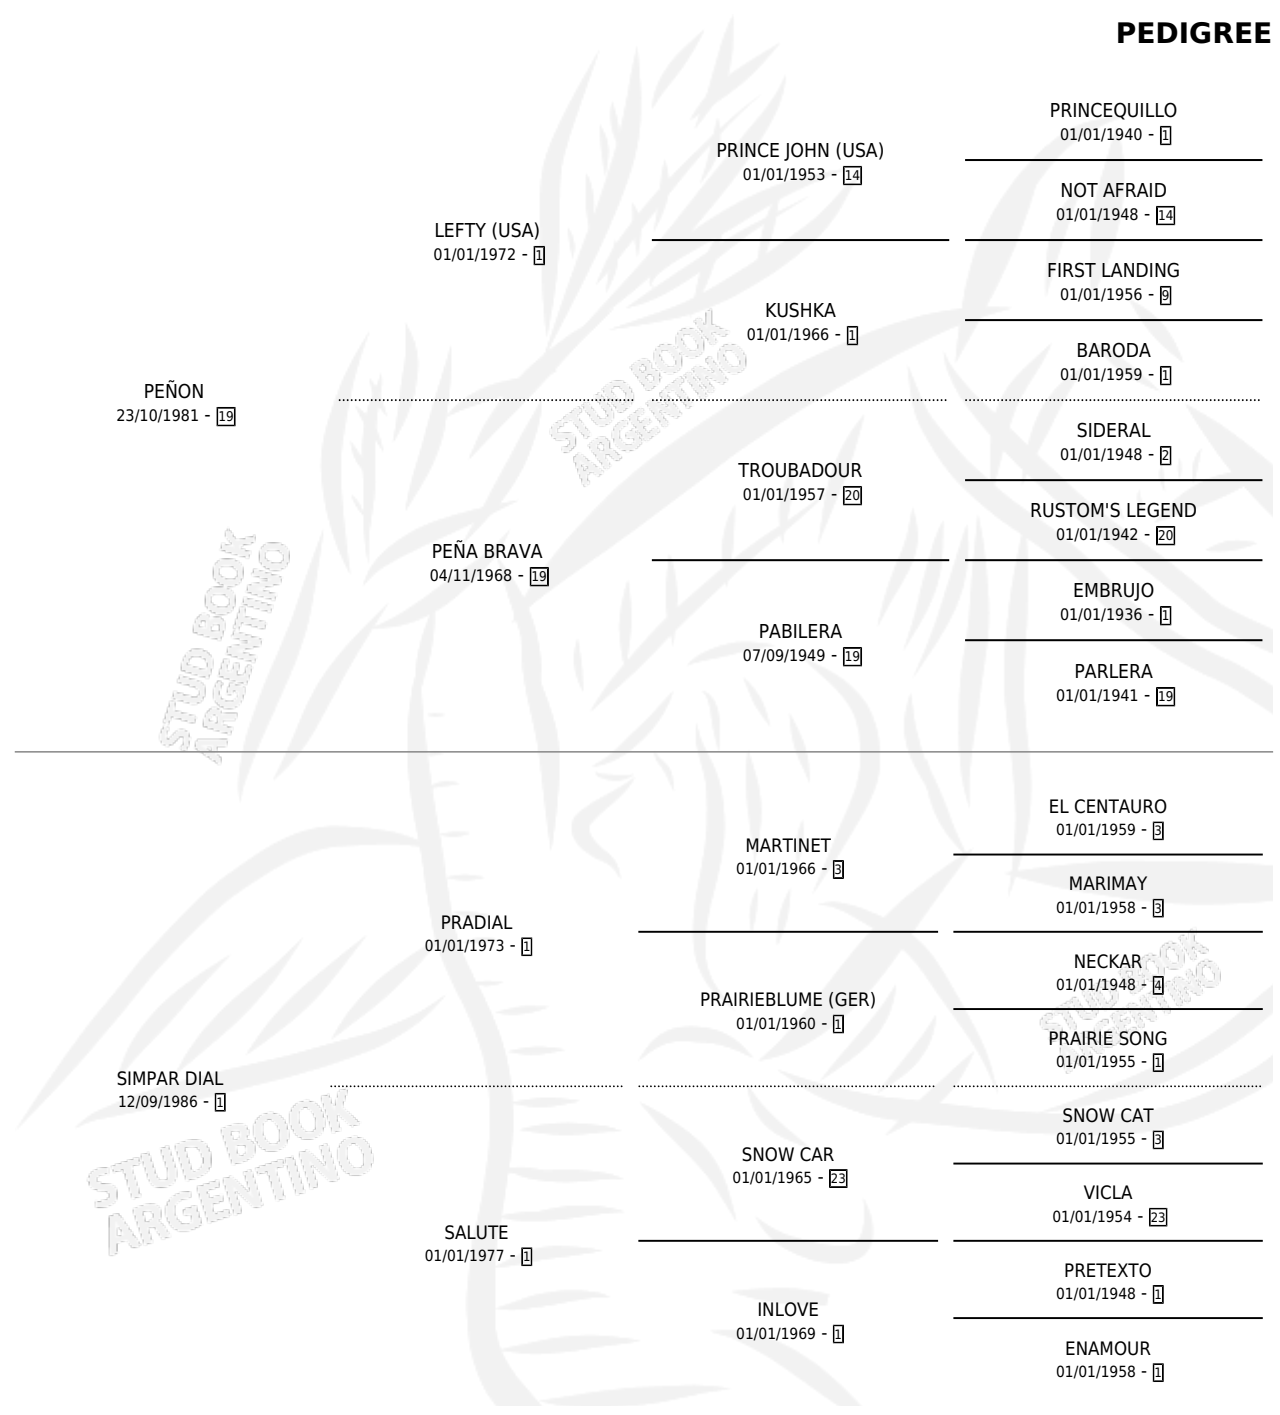 PEDIGREE
PRINCEQUILLO
01/01/1940 - 1
PRINCE JOHN (USA)
01/01/1953 - 14
NOT AFRAID
01/01/1948 - 14
LEFTY (USA)
01/01/1972 - 1
FIRST LANDING
01/01/1956 - 9
KUSHKA
01/01/1966 - 1
BARODA
01/01/1959 - 1
PEÑON
23/10/1981 - 19
SIDERAL
01/01/1948 - 2
TROUBADOUR
01/01/1957 - 20
RUSTOM'S LEGEND
01/01/1942 - 20
PEÑA BRAVA
04/11/1968 - 19
EMBRUJO
01/01/1936 - 1
PABILERA
07/09/1949 - 19
PARLERA
01/01/1941 - 19
EL CENTAURO
01/01/1959 - 3
MARTINET
01/01/1966 - 3
MARIMAY
01/01/1958 - 3
PRADIAL
01/01/1973 - 1
NECKAR
01/01/1948 - 4
PRAIRIEBLUME (GER)
01/01/1960 - 1
PRAIRIE SONG
01/01/1955 - 1
SIMPAR DIAL
12/09/1986 - 1
SNOW CAT
01/01/1955 - 3
SNOW CAR
01/01/1965 - 23
VICLA
01/01/1954 - 23
SALUTE
01/01/1977 - 1
PRETEXTO
01/01/1948 - 1
INLOVE
01/01/1969 - 1
ENAMOUR
01/01/1958 - 1
STUD BOOK
ARGENTINO
STUD BOOK
ARGENTINO
STUD BOOK
ARGENTINO
STUD BOOK
ARGENTINO